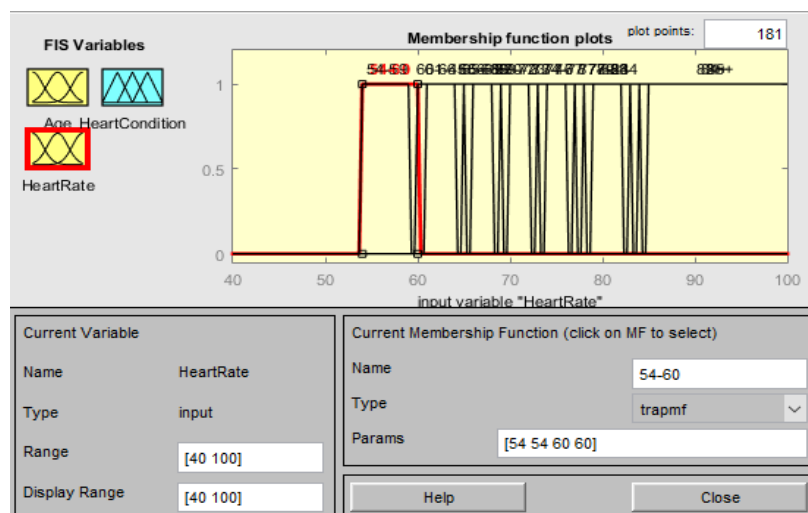 FIS Variables
Age
HeartCondition
HeartRate
Membership function plots
plot points:
181
1
0.5
0
40
50
60
70
80
90
100
input variable "HeartRate"
Current Variable
Name
HeartRate
Type
input
Range
[40 100]
Display Range
[40 100]
Current Membership Function (click on MF to select)
Name
54-60
Type
trapmf
Params
[54 54 60 60]
Help
Close